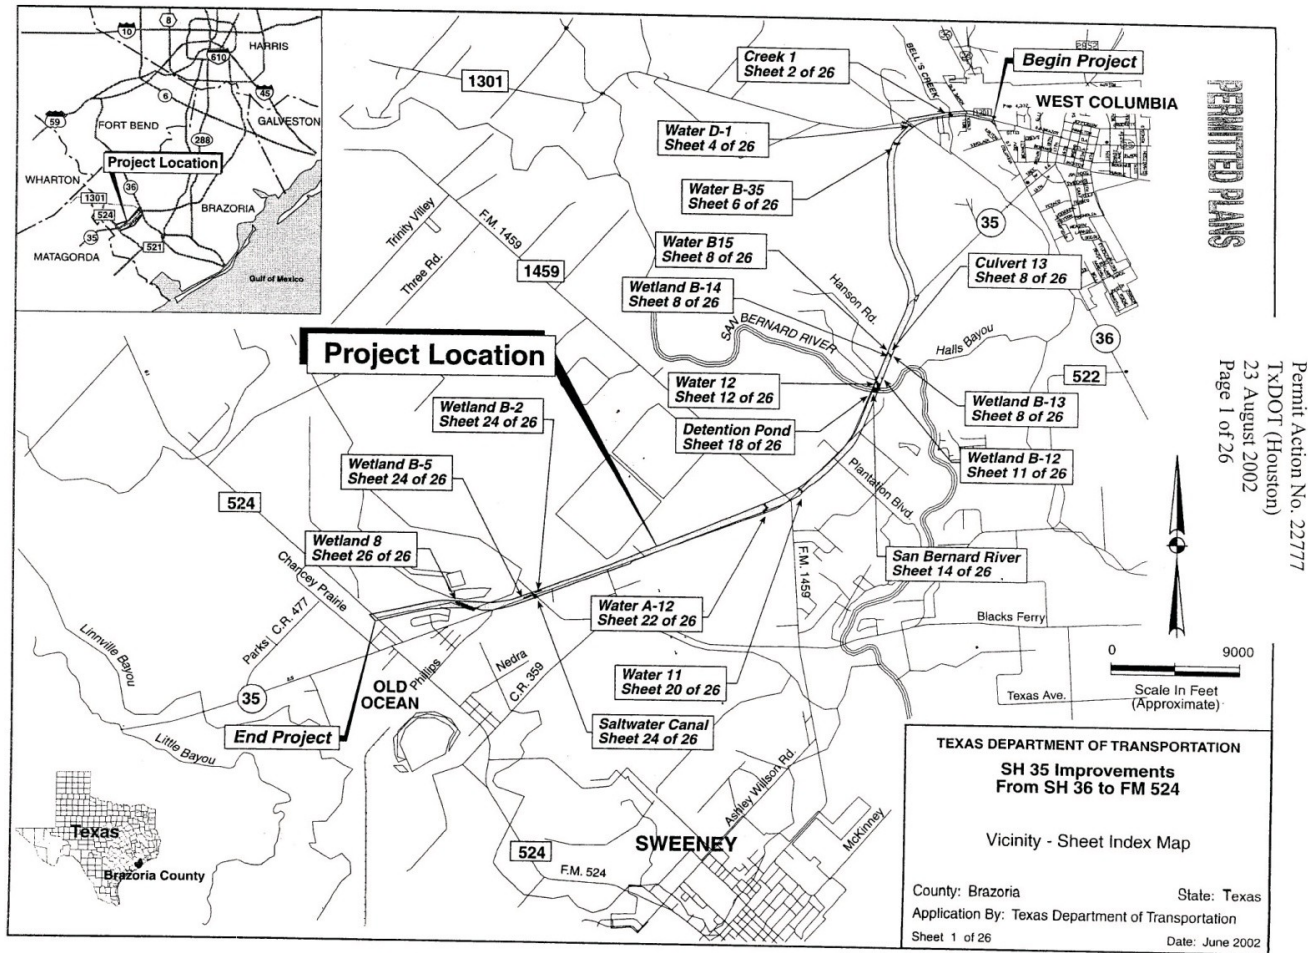 10
8
HARRIS
610
6
45
59
FORT BEND
GALVESTON
288
Project Location
WHARTON
36
1301
524
BRAZORIA
35
521
MATAGORDA
Gulf of Mexico
1301
Creek 1
Sheet 2 of 26
BELL'S CREEK
Begin Project
WEST COLUMBIA
Water D-1
Sheet 4 of 26
Water B-35
Sheet 6 of 26
35
Trinity Villey
F.M. 1459
Three Rd.
1459
Water B15
Sheet 8 of 26
Culvert 13
Sheet 8 of 26
Wetland B-14
Sheet 8 of 26
Hanson Rd.
SAN BERNARD RIVER
Halls Bayou
36
522
Project Location
Water 12
Sheet 12 of 26
Wetland B-13
Sheet 8 of 26
Wetland B-2
Sheet 24 of 26
Detention Pond
Sheet 18 of 26
Wetland B-12
Sheet 11 of 26
Wetland B-5
Sheet 24 of 26
Plantation Blvd.
524
Wetland 8
Sheet 26 of 26
F.M. 1459
San Bernard River
Sheet 14 of 26
Chancey Prairie
Water A-12
Sheet 22 of 26
Blacks Ferry
Parks
C.R. 477
Linnville Bayou
Phillips
Nedra
C.R. 359
Water 11
Sheet 20 of 26
Texas Ave.
OLD
OCEAN
35
End Project
Saltwater Canal
Sheet 24 of 26
Little Bayou
Ashley Willson Rd.
McKinney
SWEENEY
524
F.M. 524
Texas
Brazoria County
0 9000
Scale In Feet
(Approximate)
TEXAS DEPARTMENT OF TRANSPORTATION
SH 35 Improvements
From SH 36 to FM 524
Vicinity - Sheet Index Map
County: Brazoria State: Texas
Application By: Texas Department of Transportation
Sheet 1 of 26 Date: June 2002
PERMITTED PLANS
Permit Action No. 22777
TxDOT (Houston)
23 August 2002
Page 1 of 26